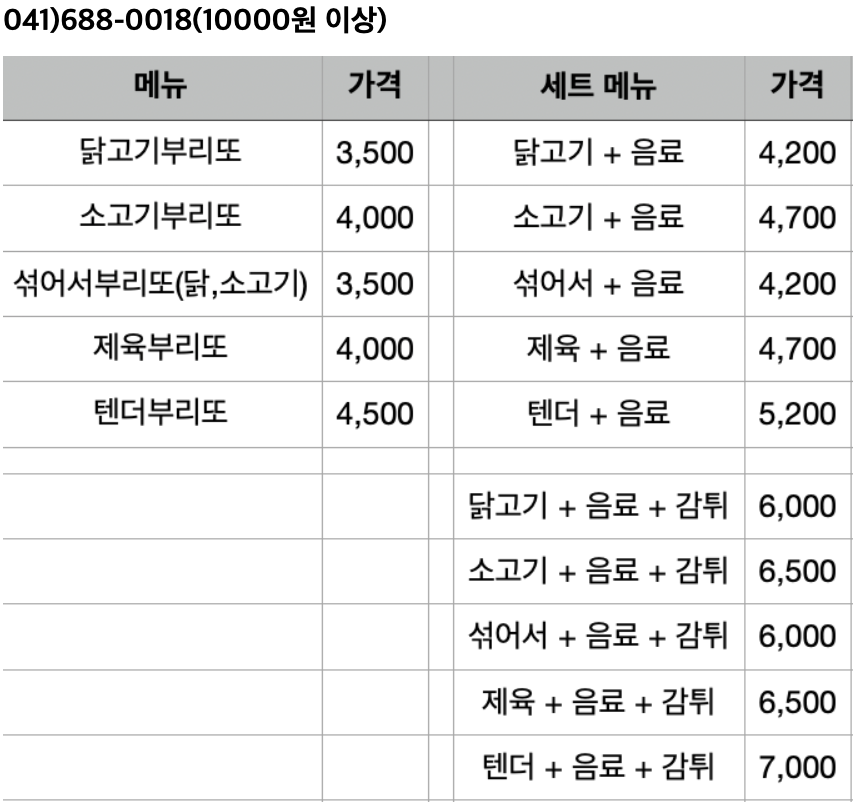 041)688-0018(10000원 이상)
메뉴 가격 세트 메뉴 가격
닭고기부리또 3,500 닭고기 + 음료 4,200
소고기부리또 4,000 소고기 + 음료 4,700
섞어서부리또(닭,소고기) 3,500 섞어서 + 음료 4,200
제육부리또 4,000 제육 + 음료 4,700
텐더부리또 4,500 텐더 + 음료 5,200
닭고기 + 음료 + 감튀 6,000
소고기 + 음료 + 감튀 6,500
섞어서 + 음료 + 감튀 6,000
제육 + 음료 + 감튀 6,500
텐더 + 음료 + 감튀 7,000